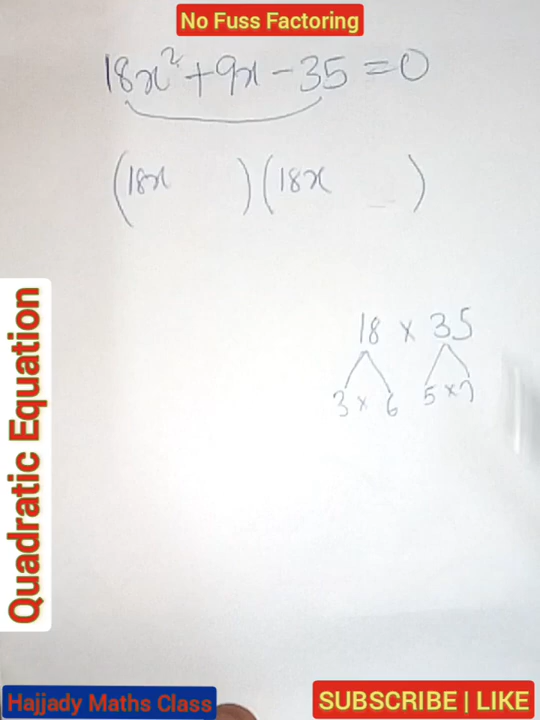 No Fuss Factoring
18x² + 9x - 35 = 0
(18x )(18x )
18 x 35
3 x 6 5 x 7
Quadratic Equation
Hajjady Maths Class
SUBSCRIBE | LIKE